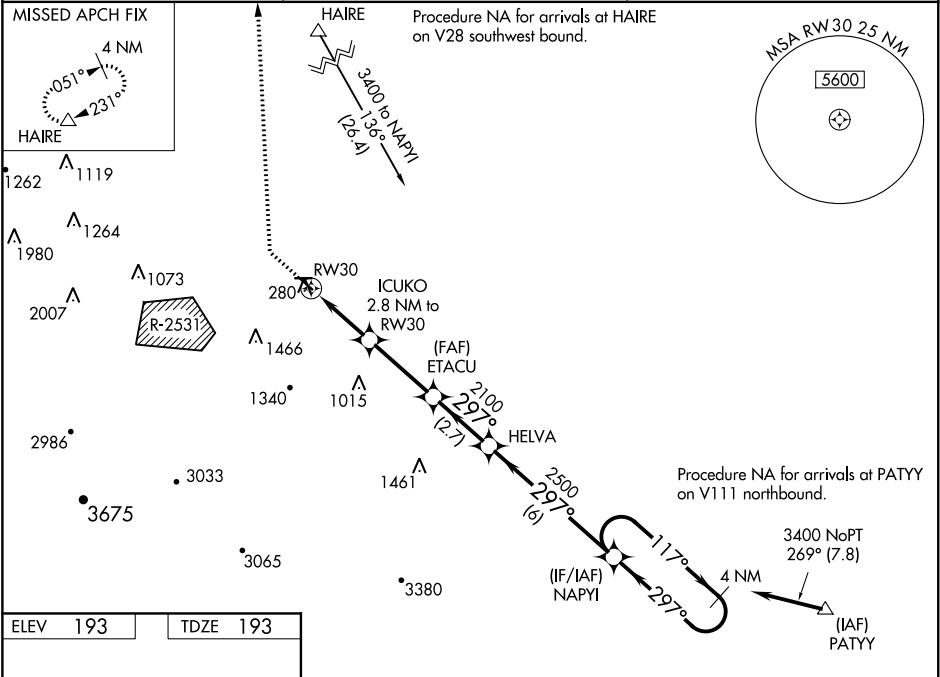 MISSED APCH FIX
4 NM
051°
231°
HAIRE
HAIRE
3400 to NAPYI
136°
(26.4)
Procedure NA for arrivals at HAIRE
on V28 southwest bound.
MSA RW30 25 NM
5600
1262
1119
1264
1980
1073
2007
R-2531
280
RW30
ICUKO
2.8 NM to
RW30
1466
(FAF)
ETACU
1340
1015
2100
297°
(2.7)
HELVA
2986
3033
1461
2500
297°
(6)
Procedure NA for arrivals at PATYY
on V111 northbound.
3675
3400 NoPT
269° (7.8)
117°
4 NM
297°
3065
3380
(IF/IAF)
NAPYI
(IAF)
PATYY
ELEV 193
TDZE 193